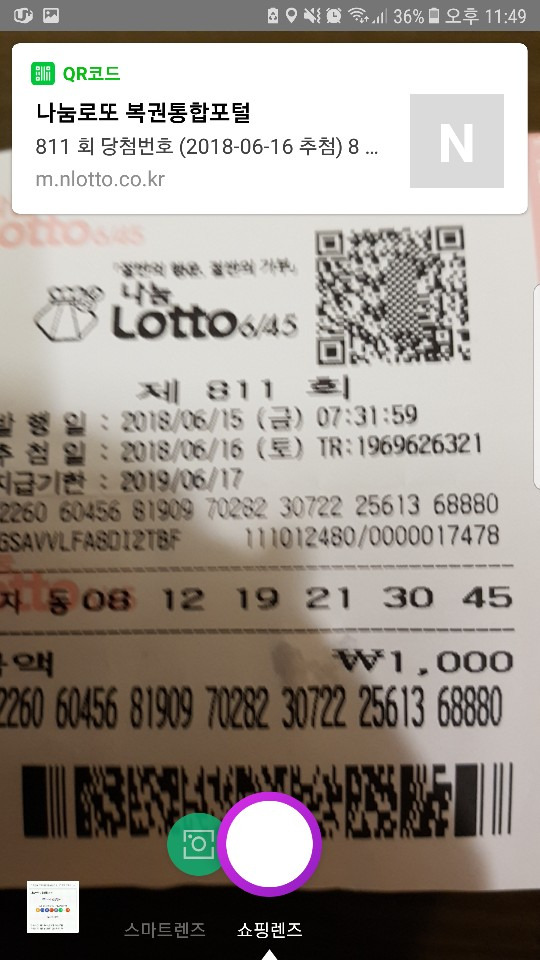 36% 오후 11:49
QR코드
나눔로또 복권통합포털
811 회 당첨번호 (2018-06-16 추첨) 8 ...
m.nlotto.co.kr
N
otto6/45
나눔
Lotto6/45
제 811 회
발 행 일 : 2018/06/15 (금) 07:31:59
추 첨 일 : 2018/06/16 (토) TR:1969626321
지급기한 : 2019/06/17
2260 60456 81909 70282 30722 25613 68880
111012480/0000017478
자 동 08 12 19 21 30 45
금액 ₩1,000
2260 60456 81909 70282 30722 25613 68880
스마트렌즈 쇼핑렌즈